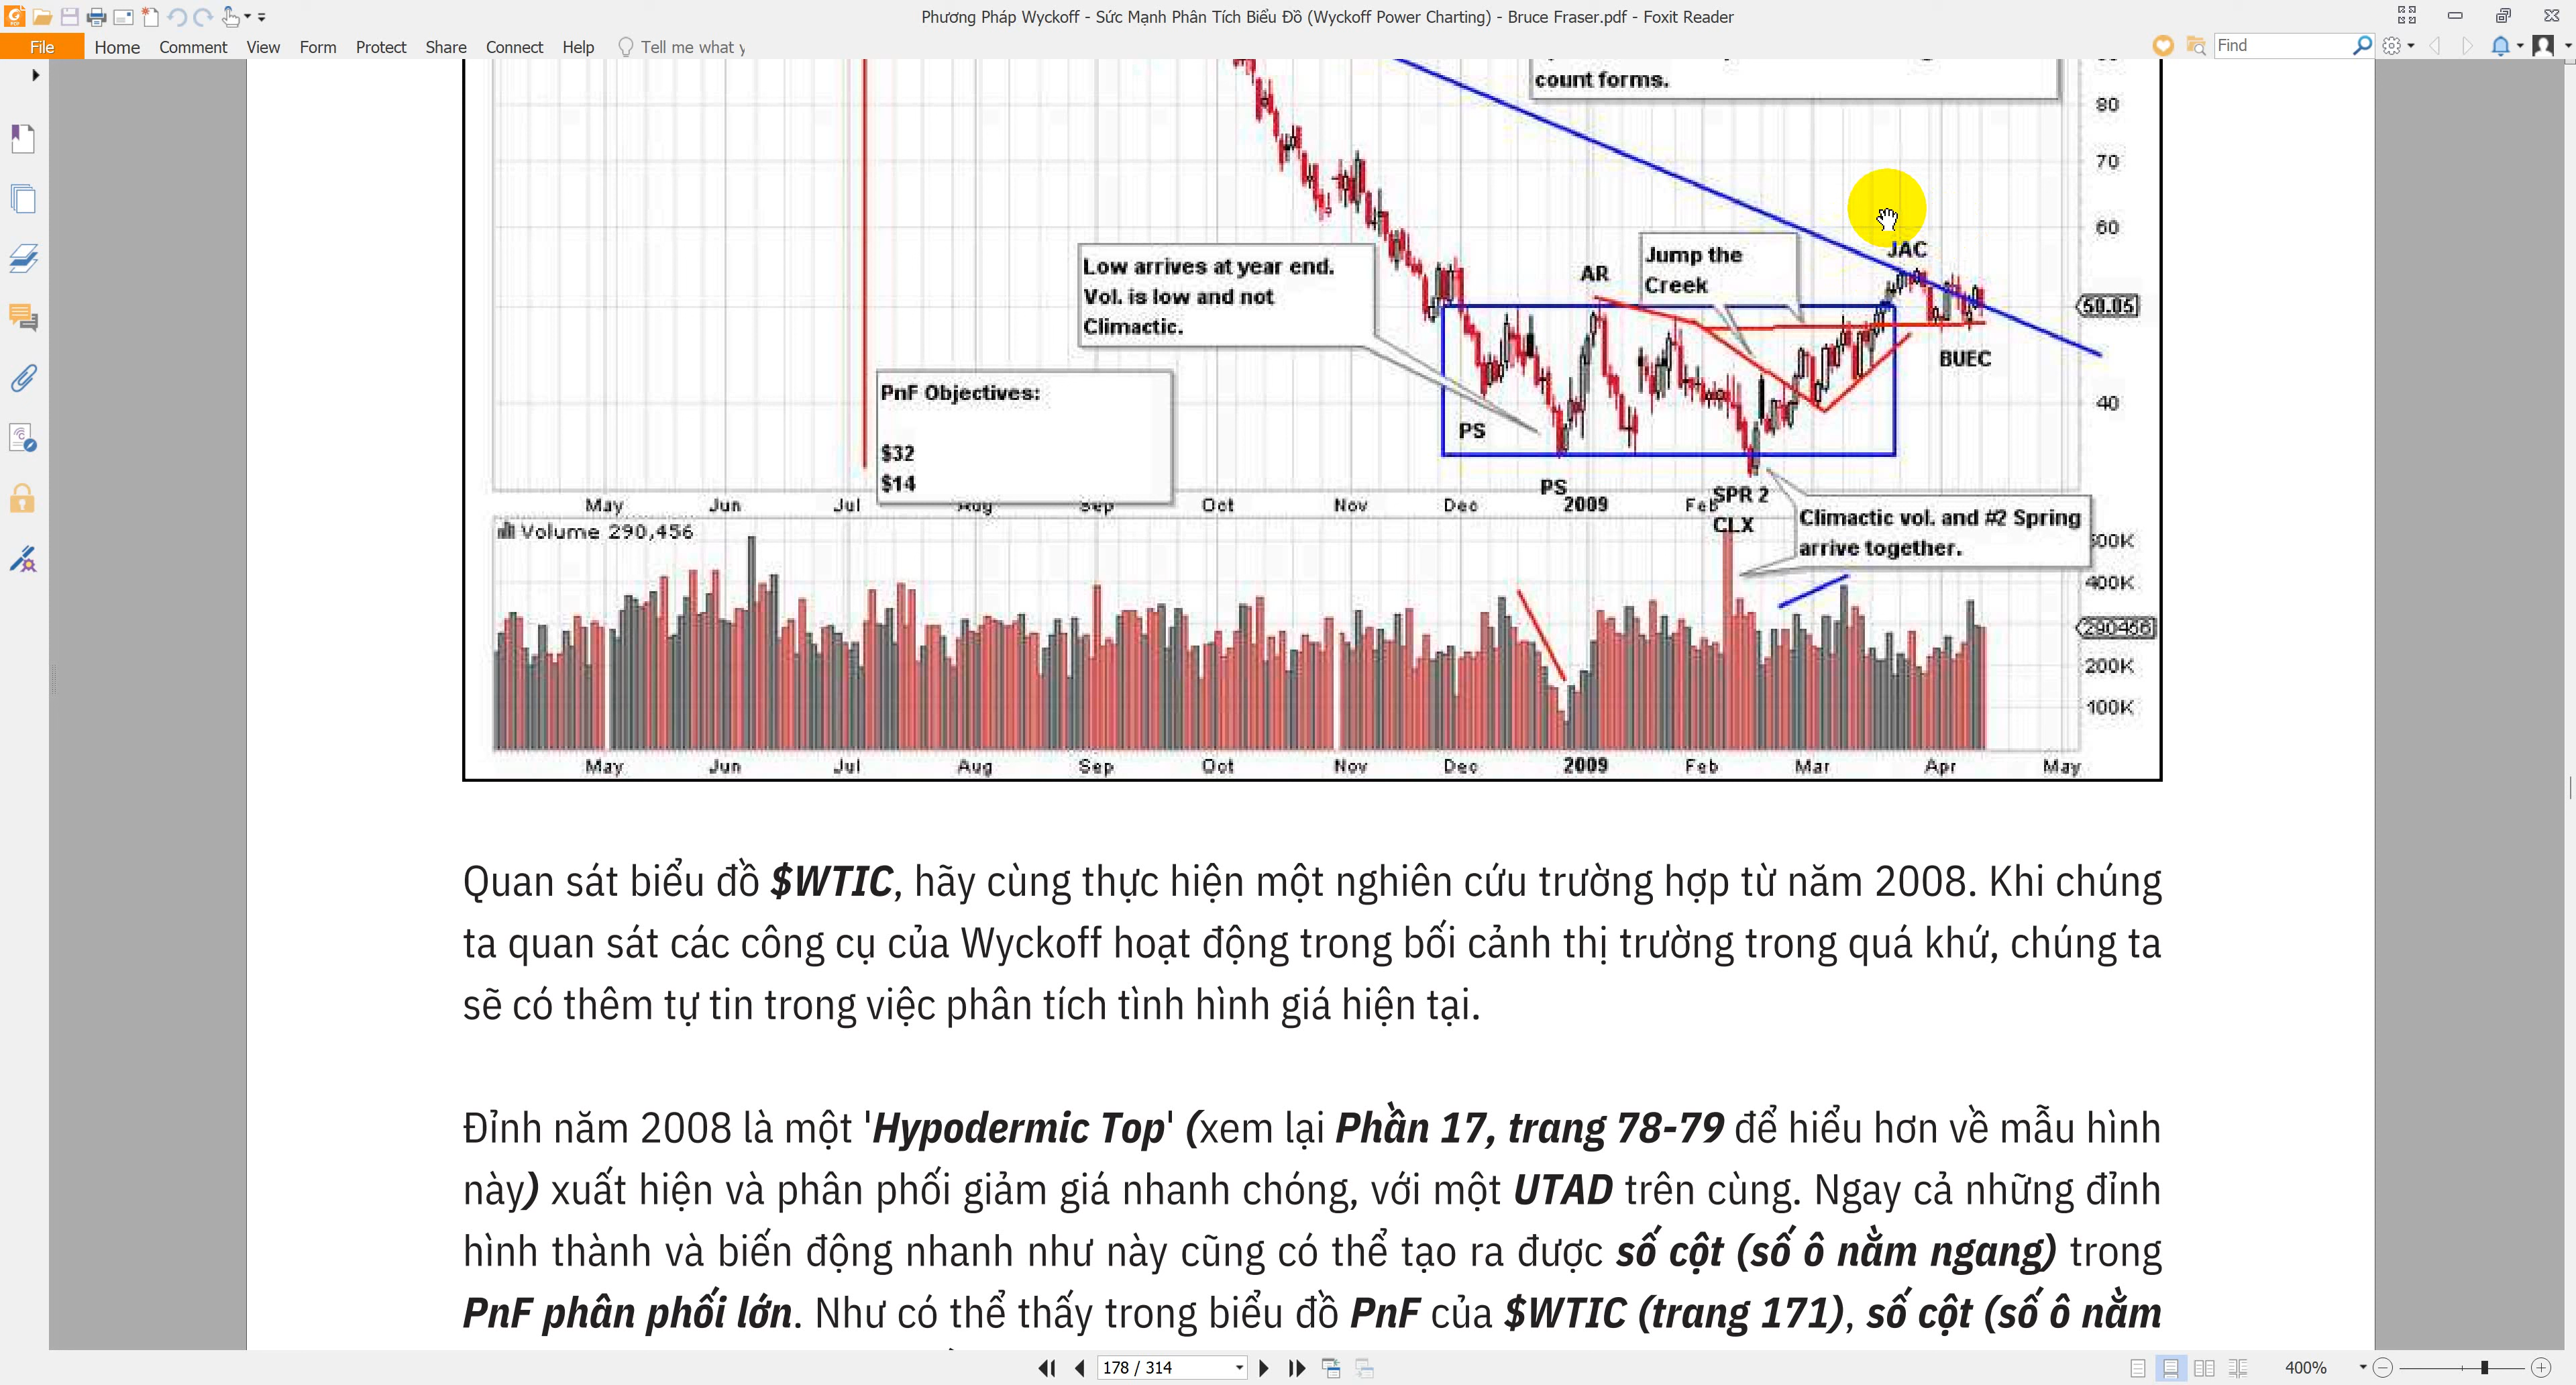 Phương Pháp Wyckoff - Sức Mạnh Phân Tích Biểu Đồ (Wyckoff Power Charting) - Bruce Fraser.pdf - Foxit Reader
File Home Comment View Form Protect Share Connect Help Tell me what y
Find
count forms.
80
70
60
50.05
40
Low arrives at year end.
Vol. is low and not
Climactic.
AR
Jump the
Creek
JAC
BUEC
PnF Objectives:
$32
$14
PS
PS
SPR 2
CLX
May Jun Jul Aug Sep Oct Nov Dec 2009 Feb
Climactic vol. and #2 Spring
arrive together.
Volume 290,456
500K
400K
290456
200K
100K
May Jun Jul Aug Sep Oct Nov Dec 2009 Feb Mar Apr May
Quan sát biểu đồ $WTIC, hãy cùng thực hiện một nghiên cứu trường hợp từ năm 2008. Khi chúng
ta quan sát các công cụ của Wyckoff hoạt động trong bối cảnh thị trường trong quá khứ, chúng ta
sẽ có thêm tự tin trong việc phân tích tình hình giá hiện tại.
Đỉnh năm 2008 là một 'Hypodermic Top' (xem lại Phần 17, trang 78-79 để hiểu hơn về mẫu hình
này) xuất hiện và phân phối giảm giá nhanh chóng, với một UTAD trên cùng. Ngay cả những đỉnh
hình thành và biến động nhanh như này cũng có thể tạo ra được số cột (số ô nằm ngang) trong
PnF phân phối lớn. Như có thể thấy trong biểu đồ PnF của $WTIC (trang 171), số cột (số ô nằm
178 / 314
400%